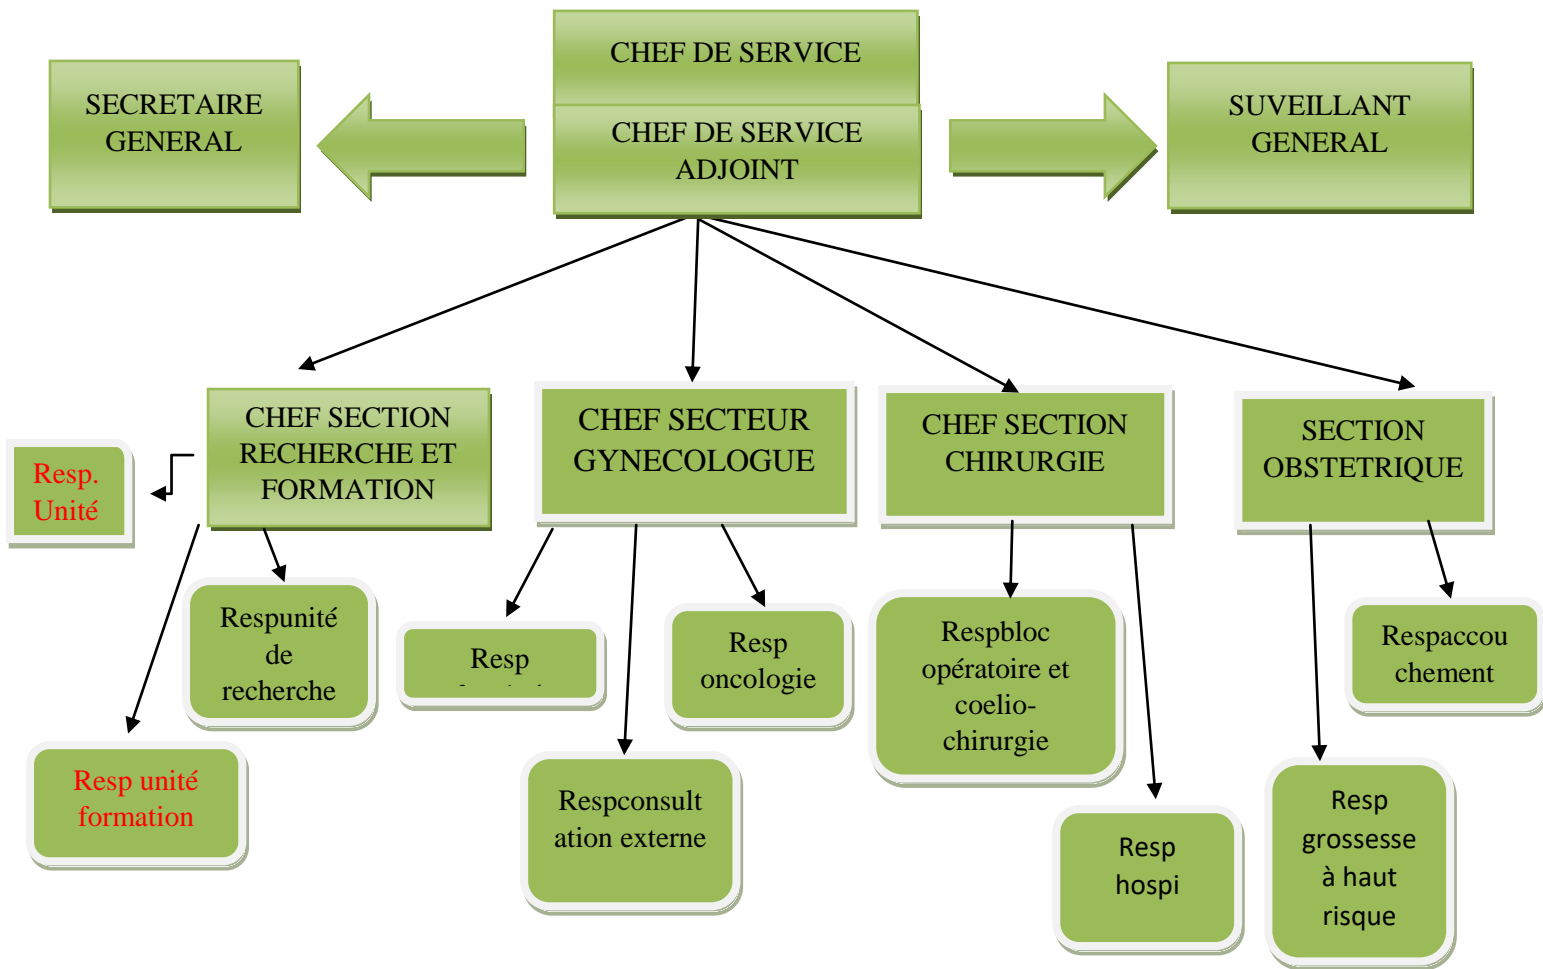 CHEF DE SERVICE
SECRETAIRE
GENERAL
CHEF DE SERVICE
ADJOINT
SUVEILLANT
GENERAL
CHEF SECTION
RECHERCHE ET
FORMATION
CHEF SECTEUR
GYNECOLOGUE
CHEF SECTION
CHIRURGIE
SECTION
OBSTETRIQUE
Resp.
Unité
Respunité
de
recherche
Resp
Resp
oncologie
Respbloc
opératoire et
coelio-
chirurgie
Respaccou
chement
Resp unité
formation
Respconsult
ation externe
Resp
hospi
Resp
grossesse
à haut
risque